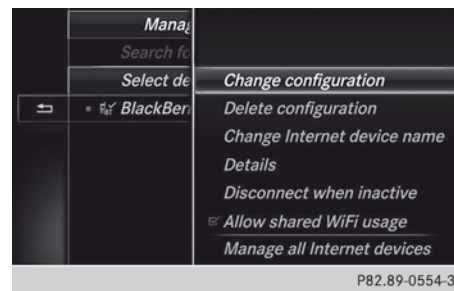 Manag
Search fo
Select de
BlackBerr
Change configuration
Delete configuration
Change Internet device name
Details
Disconnect when inactive
Allow shared WiFi usage
Manage all Internet devices
P82.89-0554-3